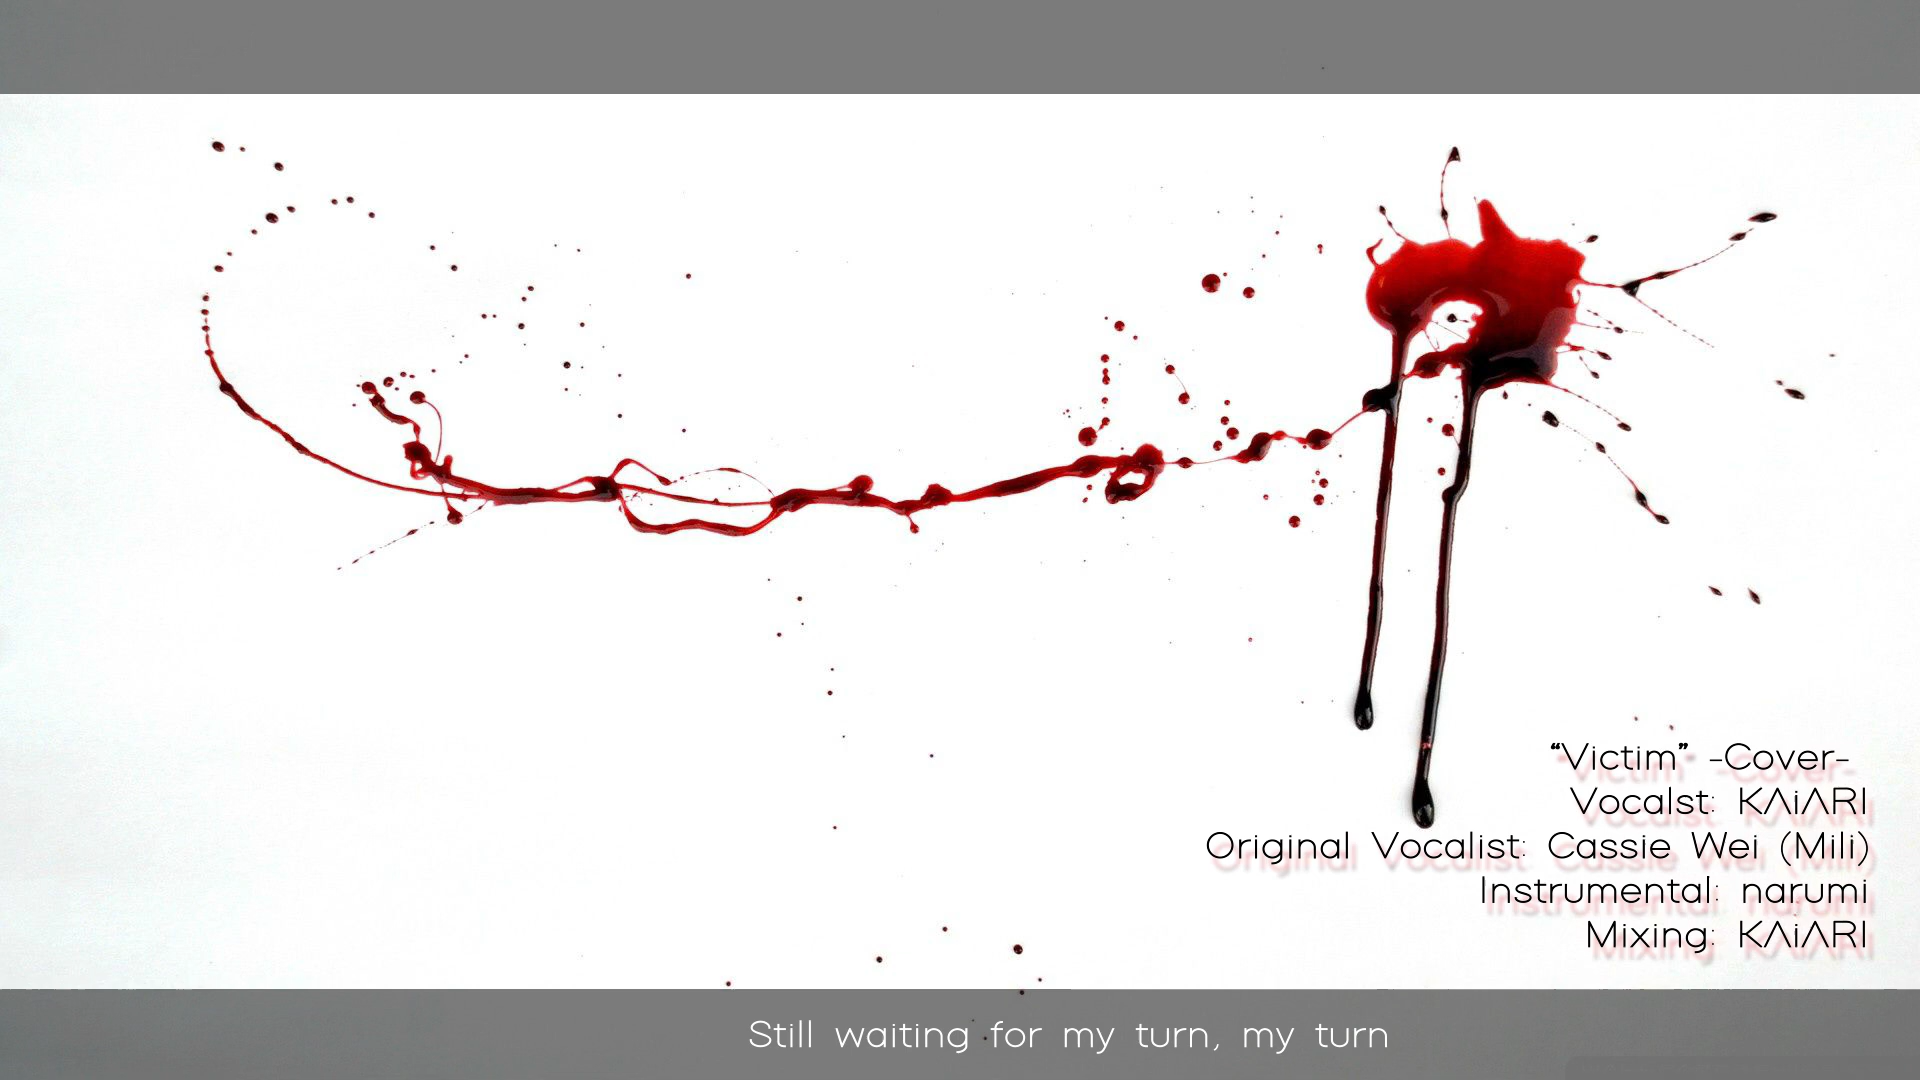 “Victim” -Cover-
Vocalst: KΛiΛRI
Original Vocalist: Cassie Wei (Mili)
Instrumental: narumi
Mixing: KΛiΛRI
Still waiting for my turn, my turn